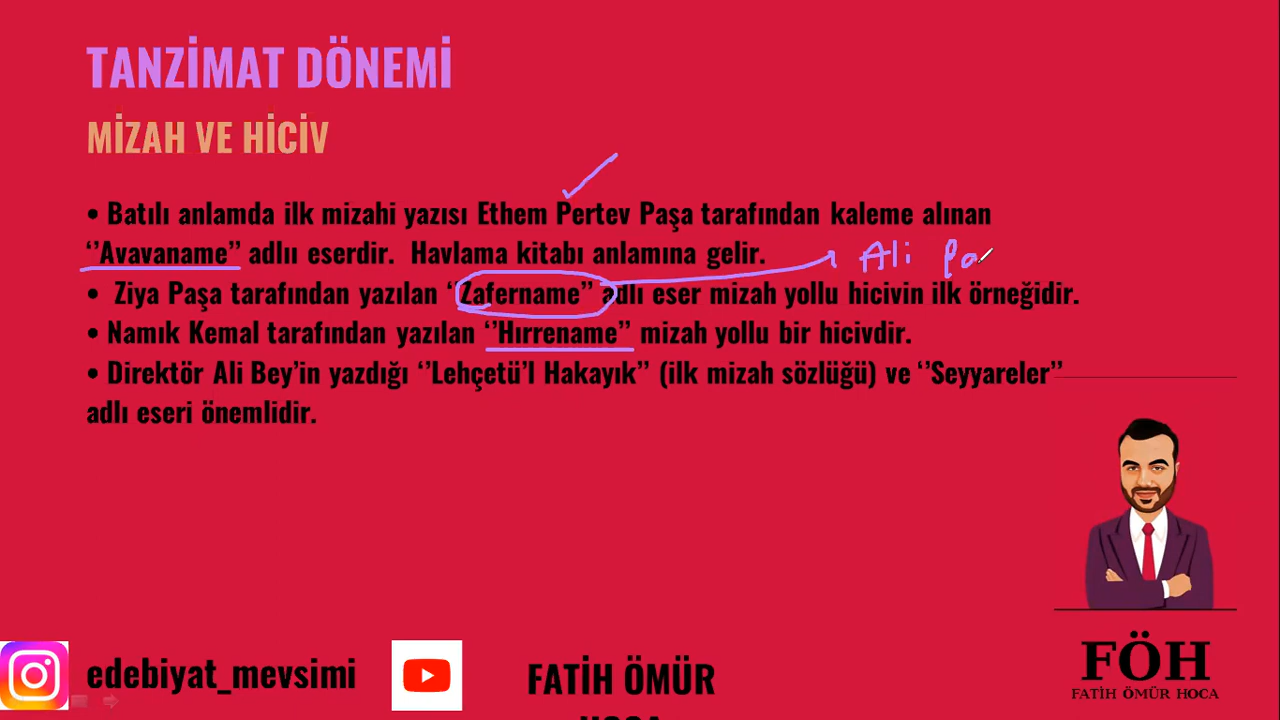 TANZİMAT DÖNEMİ
MİZAH VE HİCİV
• Batılı anlamda ilk mizahi yazısı Ethem Pertev Paşa tarafından kaleme alınan
‘’Avavaname’’ adlıı eserdir. Havlama kitabı anlamına gelir.
Ali Pa
• Ziya Paşa tarafından yazılan ‘’Zafername’’ adlı eser mizah yollu hicivin ilk örneğidir.
• Namık Kemal tarafından yazılan ‘’Hırrename’’ mizah yollu bir hicivdir.
• Direktör Ali Bey’in yazdığı ‘’Lehçetü’l Hakayık’’ (ilk mizah sözlüğü) ve ‘’Seyyareler’’
adlı eseri önemlidir.
FÖH
FATİH ÖMÜR HOCA
edebiyat_mevsimi
FATİH ÖMÜR
HOCA